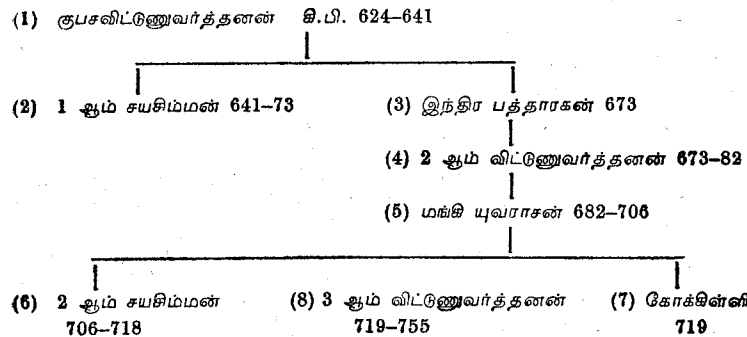 (1) குபசவிட்டுணுவர்த்தனன் கி.பி. 624–641
(2) 1 ஆம் சயசிம்மன் 641–73 (3) இந்திர பத்தாரகன் 673
(4) 2 ஆம் விட்டுணுவர்த்தனன் 673–82
(5) மங்கி யுவராசன் 682–706
(6) 2 ஆம் சயசிம்மன் (8) 3 ஆம் விட்டுணுவர்த்தனன் (7) கோக்கிள்ளி
706–718 719–755 719